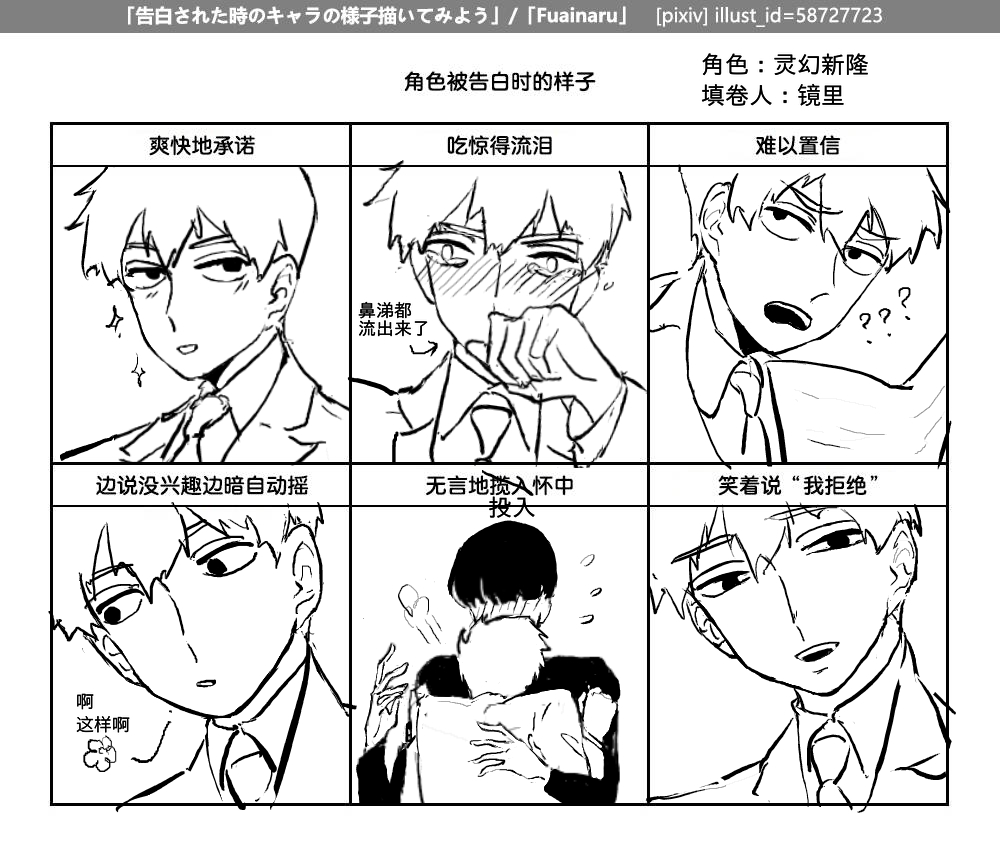 「告白された時のキャラの様子描いてみよう」/「Fuainaru」 [pixiv] illust_id=58727723
角色被告白时的样子
角色：灵幻新隆
填卷人：镜里
爽快地承诺
吃惊得流泪
难以置信
鼻涕都
流出来了
？？？
边说没兴趣边暗自动摇
无言地揽入怀中
投入
笑着说“我拒绝”
啊
这样啊